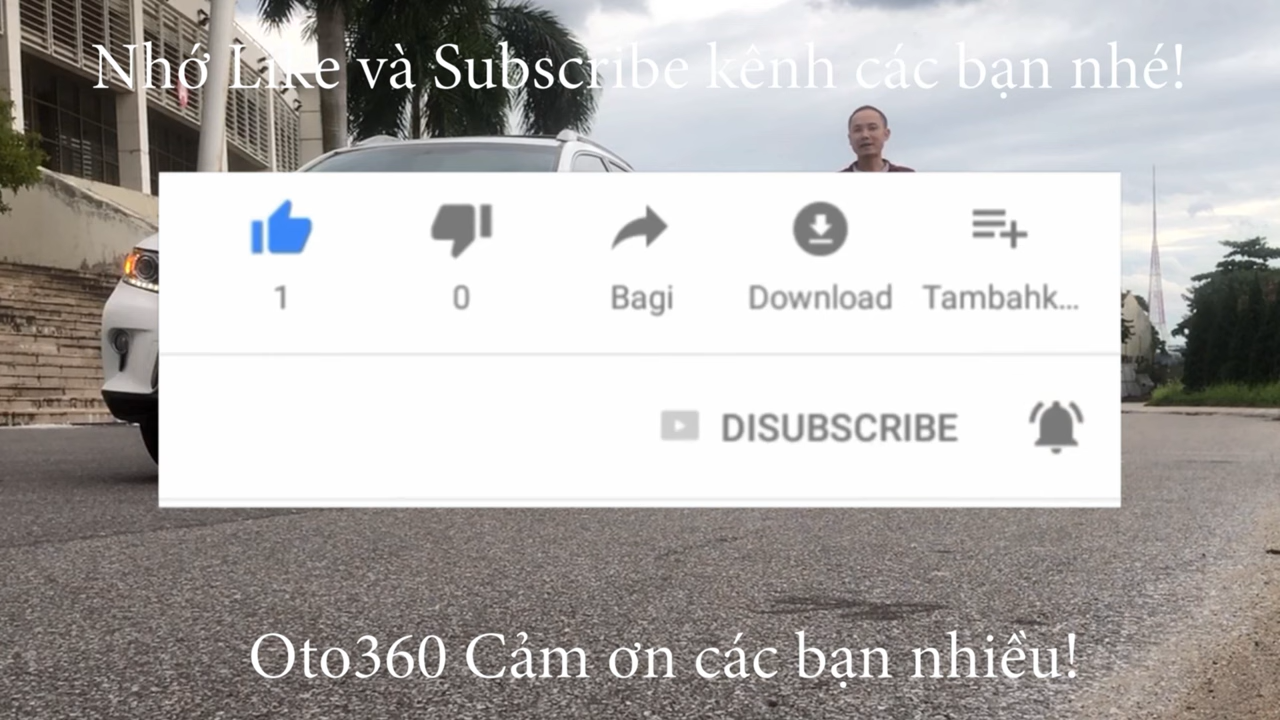 Nhớ Like và Subscribe kênh các bạn nhé!
1 0 Bagi Download Tambahk...
DISUBSCRIBE
Oto360 Cảm ơn các bạn nhiều!